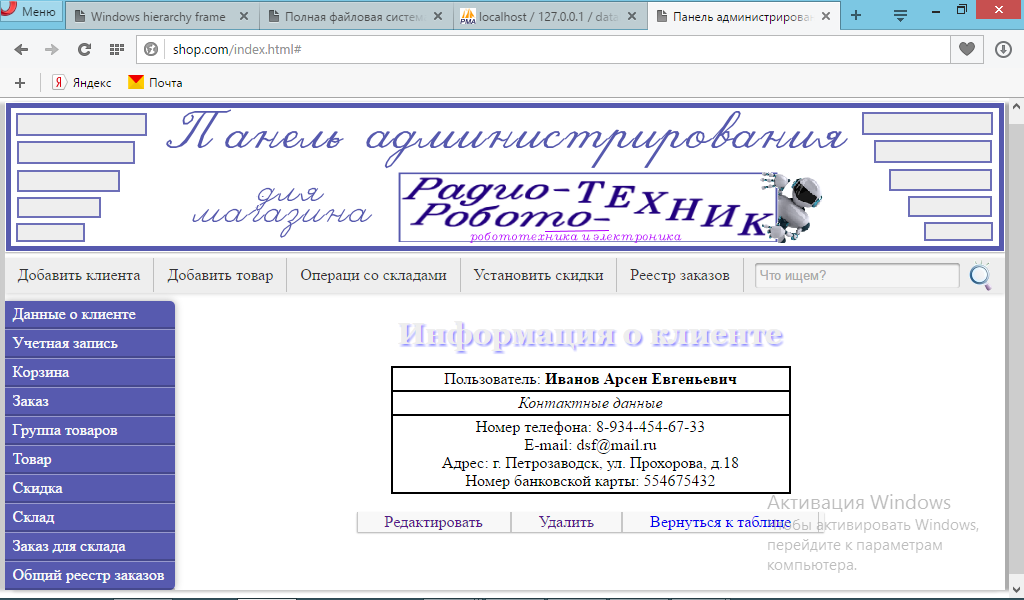 Меню
Windows hierarchy frame
Полная файловая систем
localhost / 127.0.0.1 / data
Панель администрирован
shop.com/index.html#
Яндекс
Почта
Панель администрирования
для
магазина
Радио-ТЕХНИК
Робото-
робототехника и электроника
Добавить клиента
Добавить товар
Операци со складами
Установить скидки
Реестр заказов
Что ищем?
Данные о клиенте
Учетная запись
Корзина
Заказ
Группа товаров
Товар
Скидка
Склад
Заказ для склада
Общий реестр заказов
Информация о клиенте
Пользователь: Иванов Арсен Евгеньевич
Контактные данные
Номер телефона: 8-934-454-67-33
E-mail: dsf@mail.ru
Адрес: г. Петрозаводск, ул. Прохорова, д.18
Номер банковской карты: 554675432
Редактировать
Удалить
Вернуться к таблице
Активация Windows
Чтобы активировать Windows,
перейдите к параметрам
компьютера.